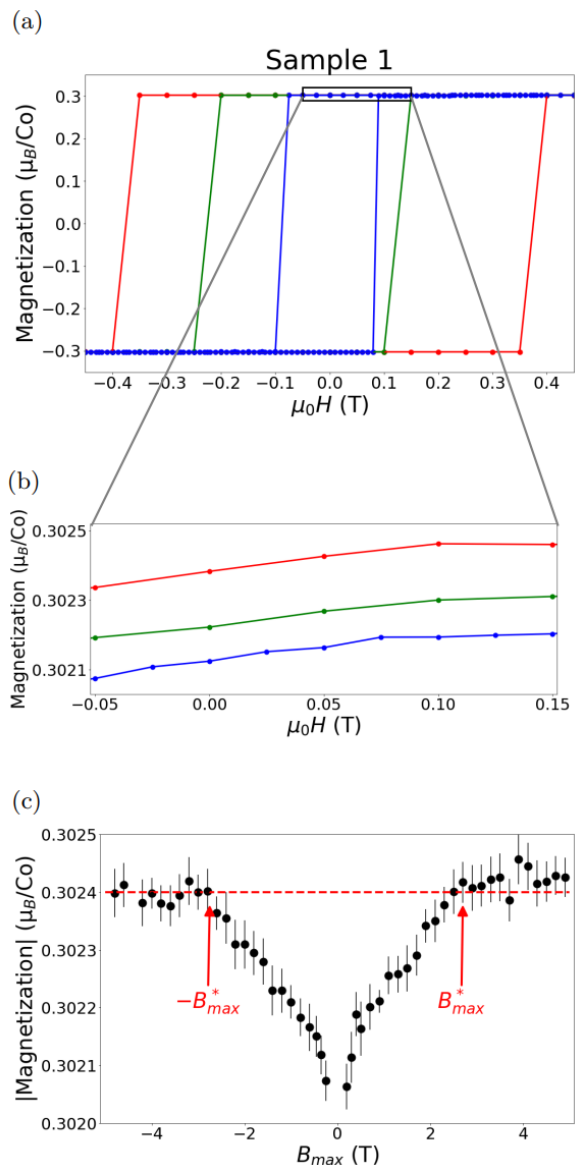 (a)
Sample 1
Magnetization (μB/Co)
0.3
0.2
0.1
0.0
−0.1
−0.2
−0.3
−0.4 −0.3 −0.2 −0.1 0.0 0.1 0.2 0.3 0.4
μ0H (T)
(b)
Magnetization (μB/Co)
0.3025
0.3023
0.3021
−0.05 0.00 0.05 0.10 0.15
μ0H (T)
(c)
|Magnetization| (μB/Co)
0.3025
0.3024
0.3023
0.3022
0.3021
0.3020
−B*max
B*max
−4 −2 0 2 4
Bmax (T)